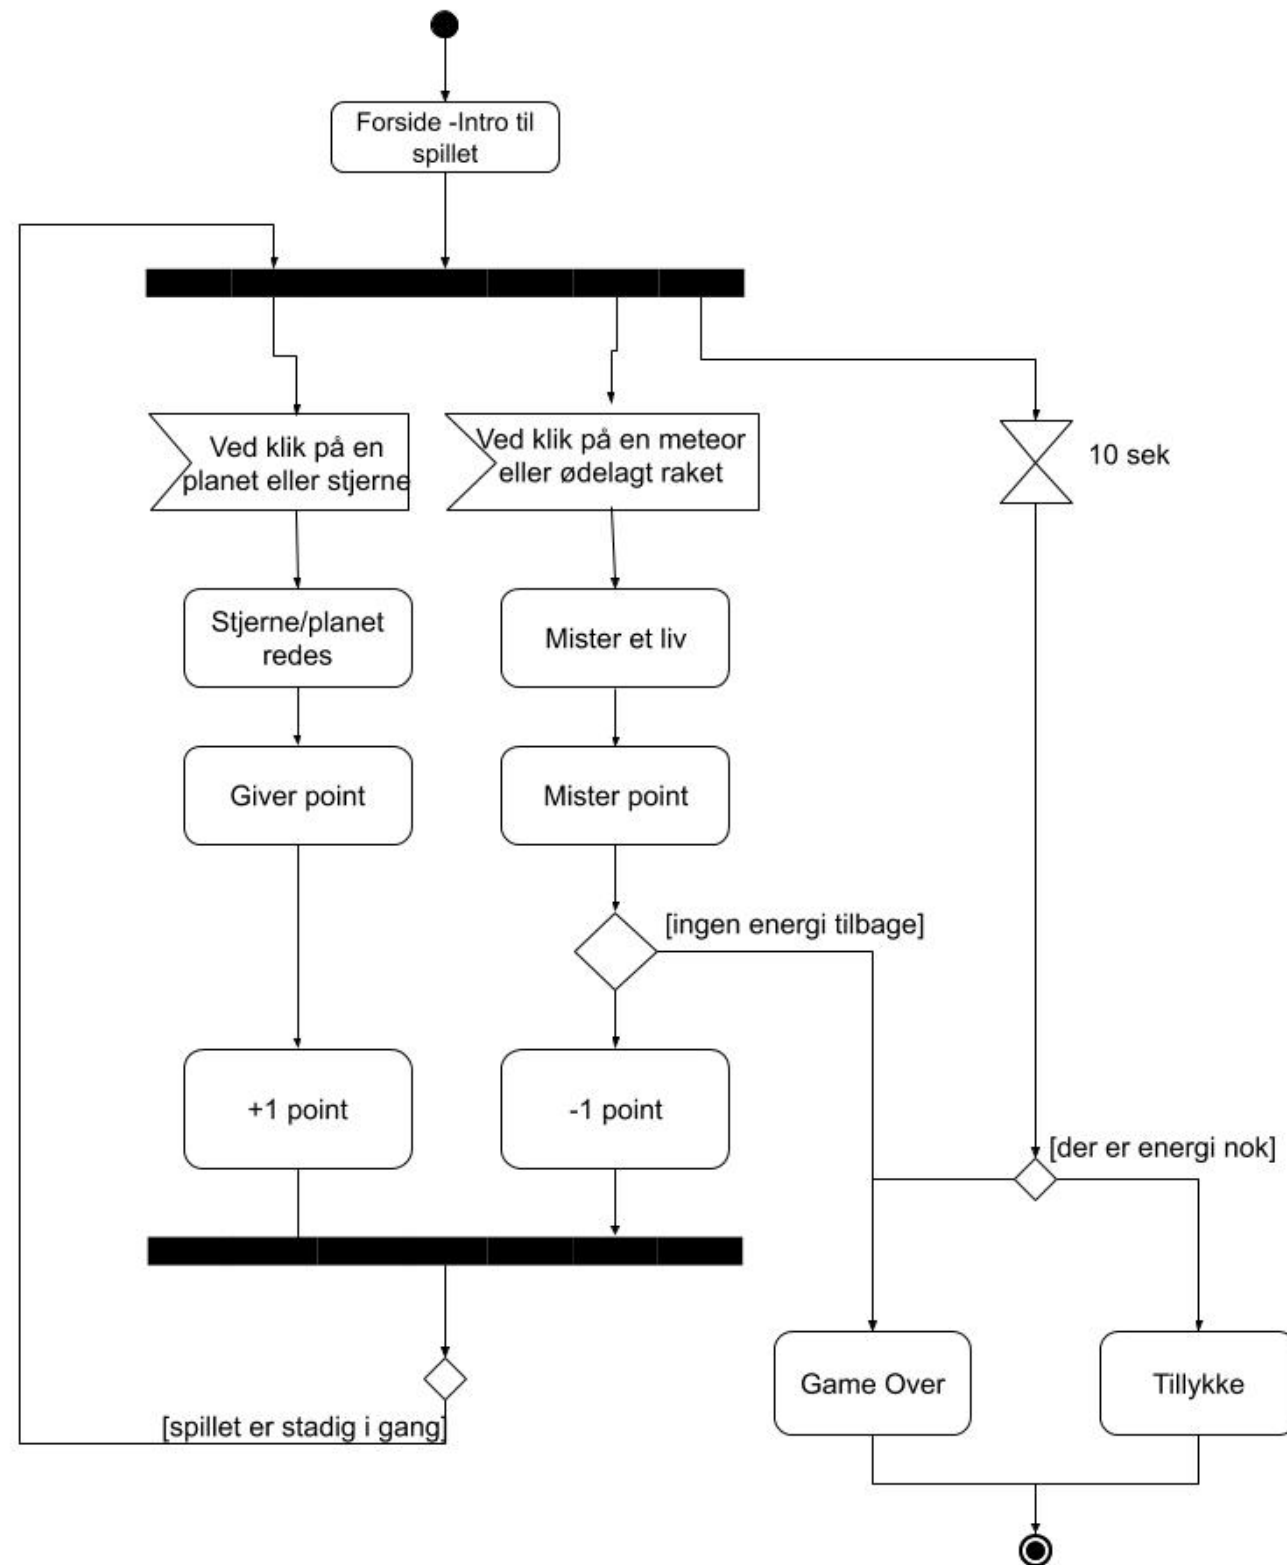 Forside -Intro til
spillet
Ved klik på en
planet eller stjerne
Ved klik på en meteor
eller ødelagt raket
10 sek
Stjerne/planet
redes
Mister et liv
Giver point
Mister point
[ingen energi tilbage]
+1 point
-1 point
[der er energi nok]
Game Over
Tillykke
[spillet er stadig i gang]